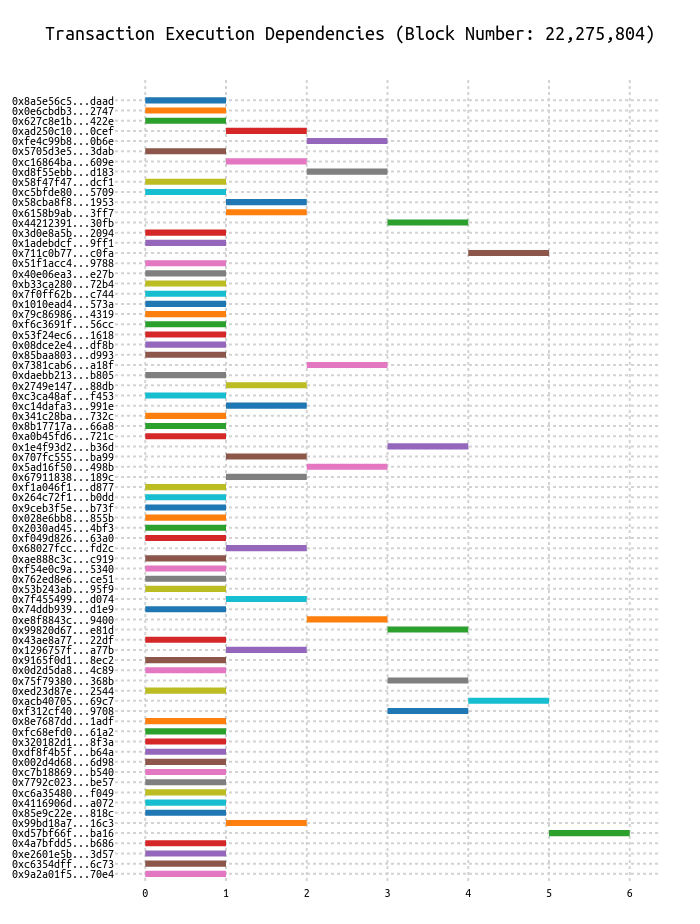 Transaction Execution Dependencies (Block Number: 22,275,804)
0x8a5e56c5...daad
0x0e6cbdb3...2747
0x627c8e1b...422e
0xad250c10...0cef
0xfe4c99b8...0b6e
0x5705d3e5...3dab
0xc16864ba...609e
0xd8f55ebb...d183
0x58f47f47...dcf1
0xc5bfde80...5709
0x58cba8f8...1953
0x6158b9ab...3ff7
0x44212391...30fb
0x3d0e8a5b...2094
0x1adebdcf...9ff1
0x711c0b77...c0fa
0x51f1acc4...9788
0x40e06ea3...e27b
0xb33ca280...72b4
0x7f0ff62b...c744
0x1010ead4...573a
0x79c86986...4319
0xf6c3691f...56cc
0x53f24ec6...1618
0x08dce2e4...df8b
0x85baa803...d993
0x7381cab6...a18f
0xdaebb213...b805
0x2749e147...88db
0xc3ca48af...f453
0xc14dafa3...991e
0x341c28ba...732c
0x8b17717a...66a8
0xa0b45fd6...721c
0x1e4f93d2...b36d
0x707fc555...ba99
0x5ad16f50...498b
0x67911838...189c
0xf1a046f1...d877
0x264c72f1...b0dd
0x9ceb3f5e...b73f
0x028e6bb8...855b
0x2030ad45...4bf3
0xf049d826...63a0
0x68027fcc...fd2c
0xae888c3c...c919
0xf54e0c9a...5340
0x762ed8e6...ce51
0x53b243ab...95f9
0x7f455499...d074
0x74ddb939...d1e9
0xe8f8843c...9400
0x99820d67...e81d
0x43ae8a77...22df
0x1296757f...a77b
0x9165f0d1...8ec2
0x0d2d5da8...4c89
0x75f79380...368b
0xed23d87e...2544
0xacb40705...69c7
0xf312cf40...9708
0x8e7687dd...1adf
0xfc68efd0...61a2
0x320182d1...8f3a
0xdf8f4b5f...b64a
0x002d4d68...6d98
0xc7b18869...b540
0x7792c023...be57
0xc6a35480...f049
0x4116906d...a072
0x85e9c22e...818c
0x99bd18a7...16c3
0xd57bf66f...ba16
0x4a7bfdd5...b686
0xe2601e5b...3d57
0xc6354dff...6c73
0x9a2a01f5...70e4
0 1 2 3 4 5 6